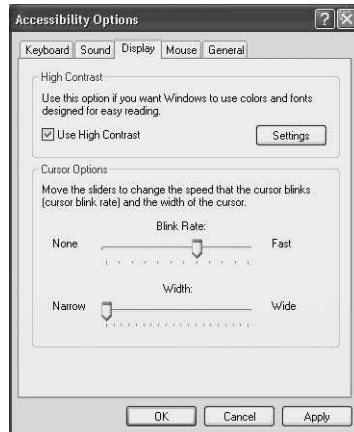 Accessibility Options
Keyboard Sound Display Mouse General
High Contrast
Use this option if you want Windows to use colors and fonts
designed for easy reading.
Use High Contrast Settings
Cursor Options
Move the sliders to change the speed that the cursor blinks
(cursor blink rate) and the width of the cursor.
Blink Rate:
None Fast
Width:
Narrow Wide
OK Cancel Apply